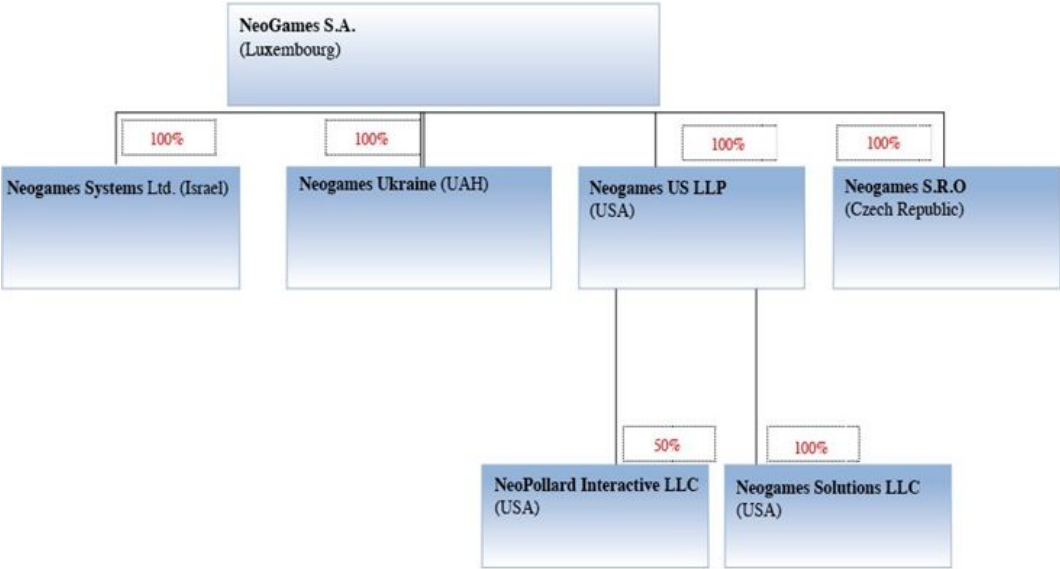 NeoGames S.A.
(Luxembourg)
100%
100%
100%
100%
Neogames Systems Ltd. (Israel)
Neogames Ukraine (UAH)
Neogames US LLP
(USA)
Neogames S.R.O
(Czech Republic)
50%
100%
NeoPollard Interactive LLC
(USA)
Neogames Solutions LLC
(USA)